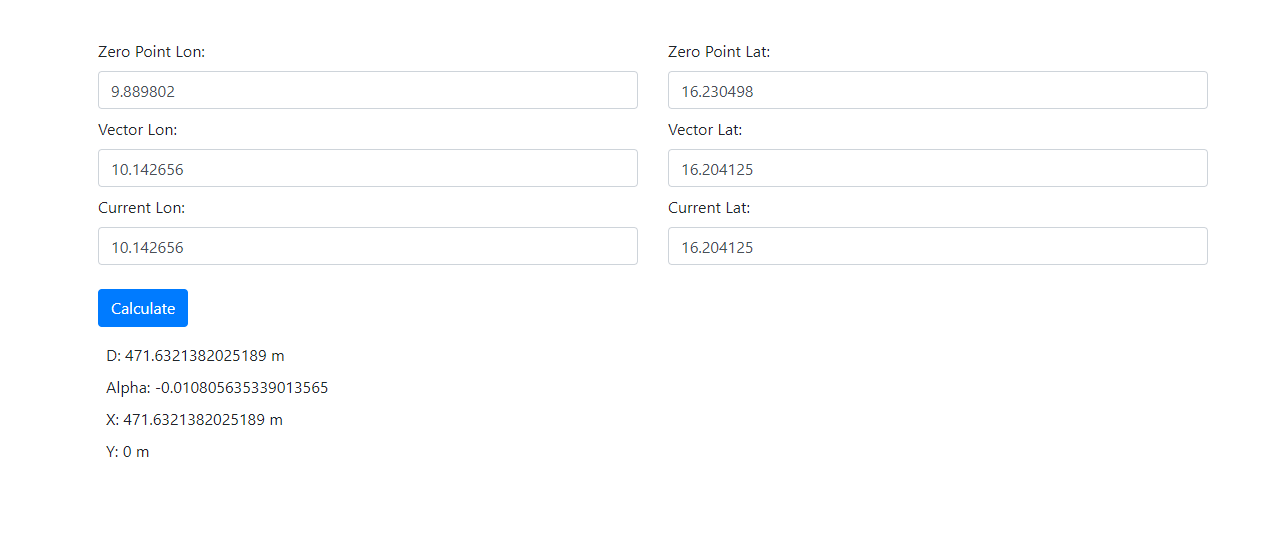 Zero Point Lon: Zero Point Lat:
9.889802 16.230498
Vector Lon: Vector Lat:
10.142656 16.204125
Current Lon: Current Lat:
10.142656 16.204125
Calculate
D: 471.6321382025189 m
Alpha: -0.010805635339013565
X: 471.6321382025189 m
Y: 0 m